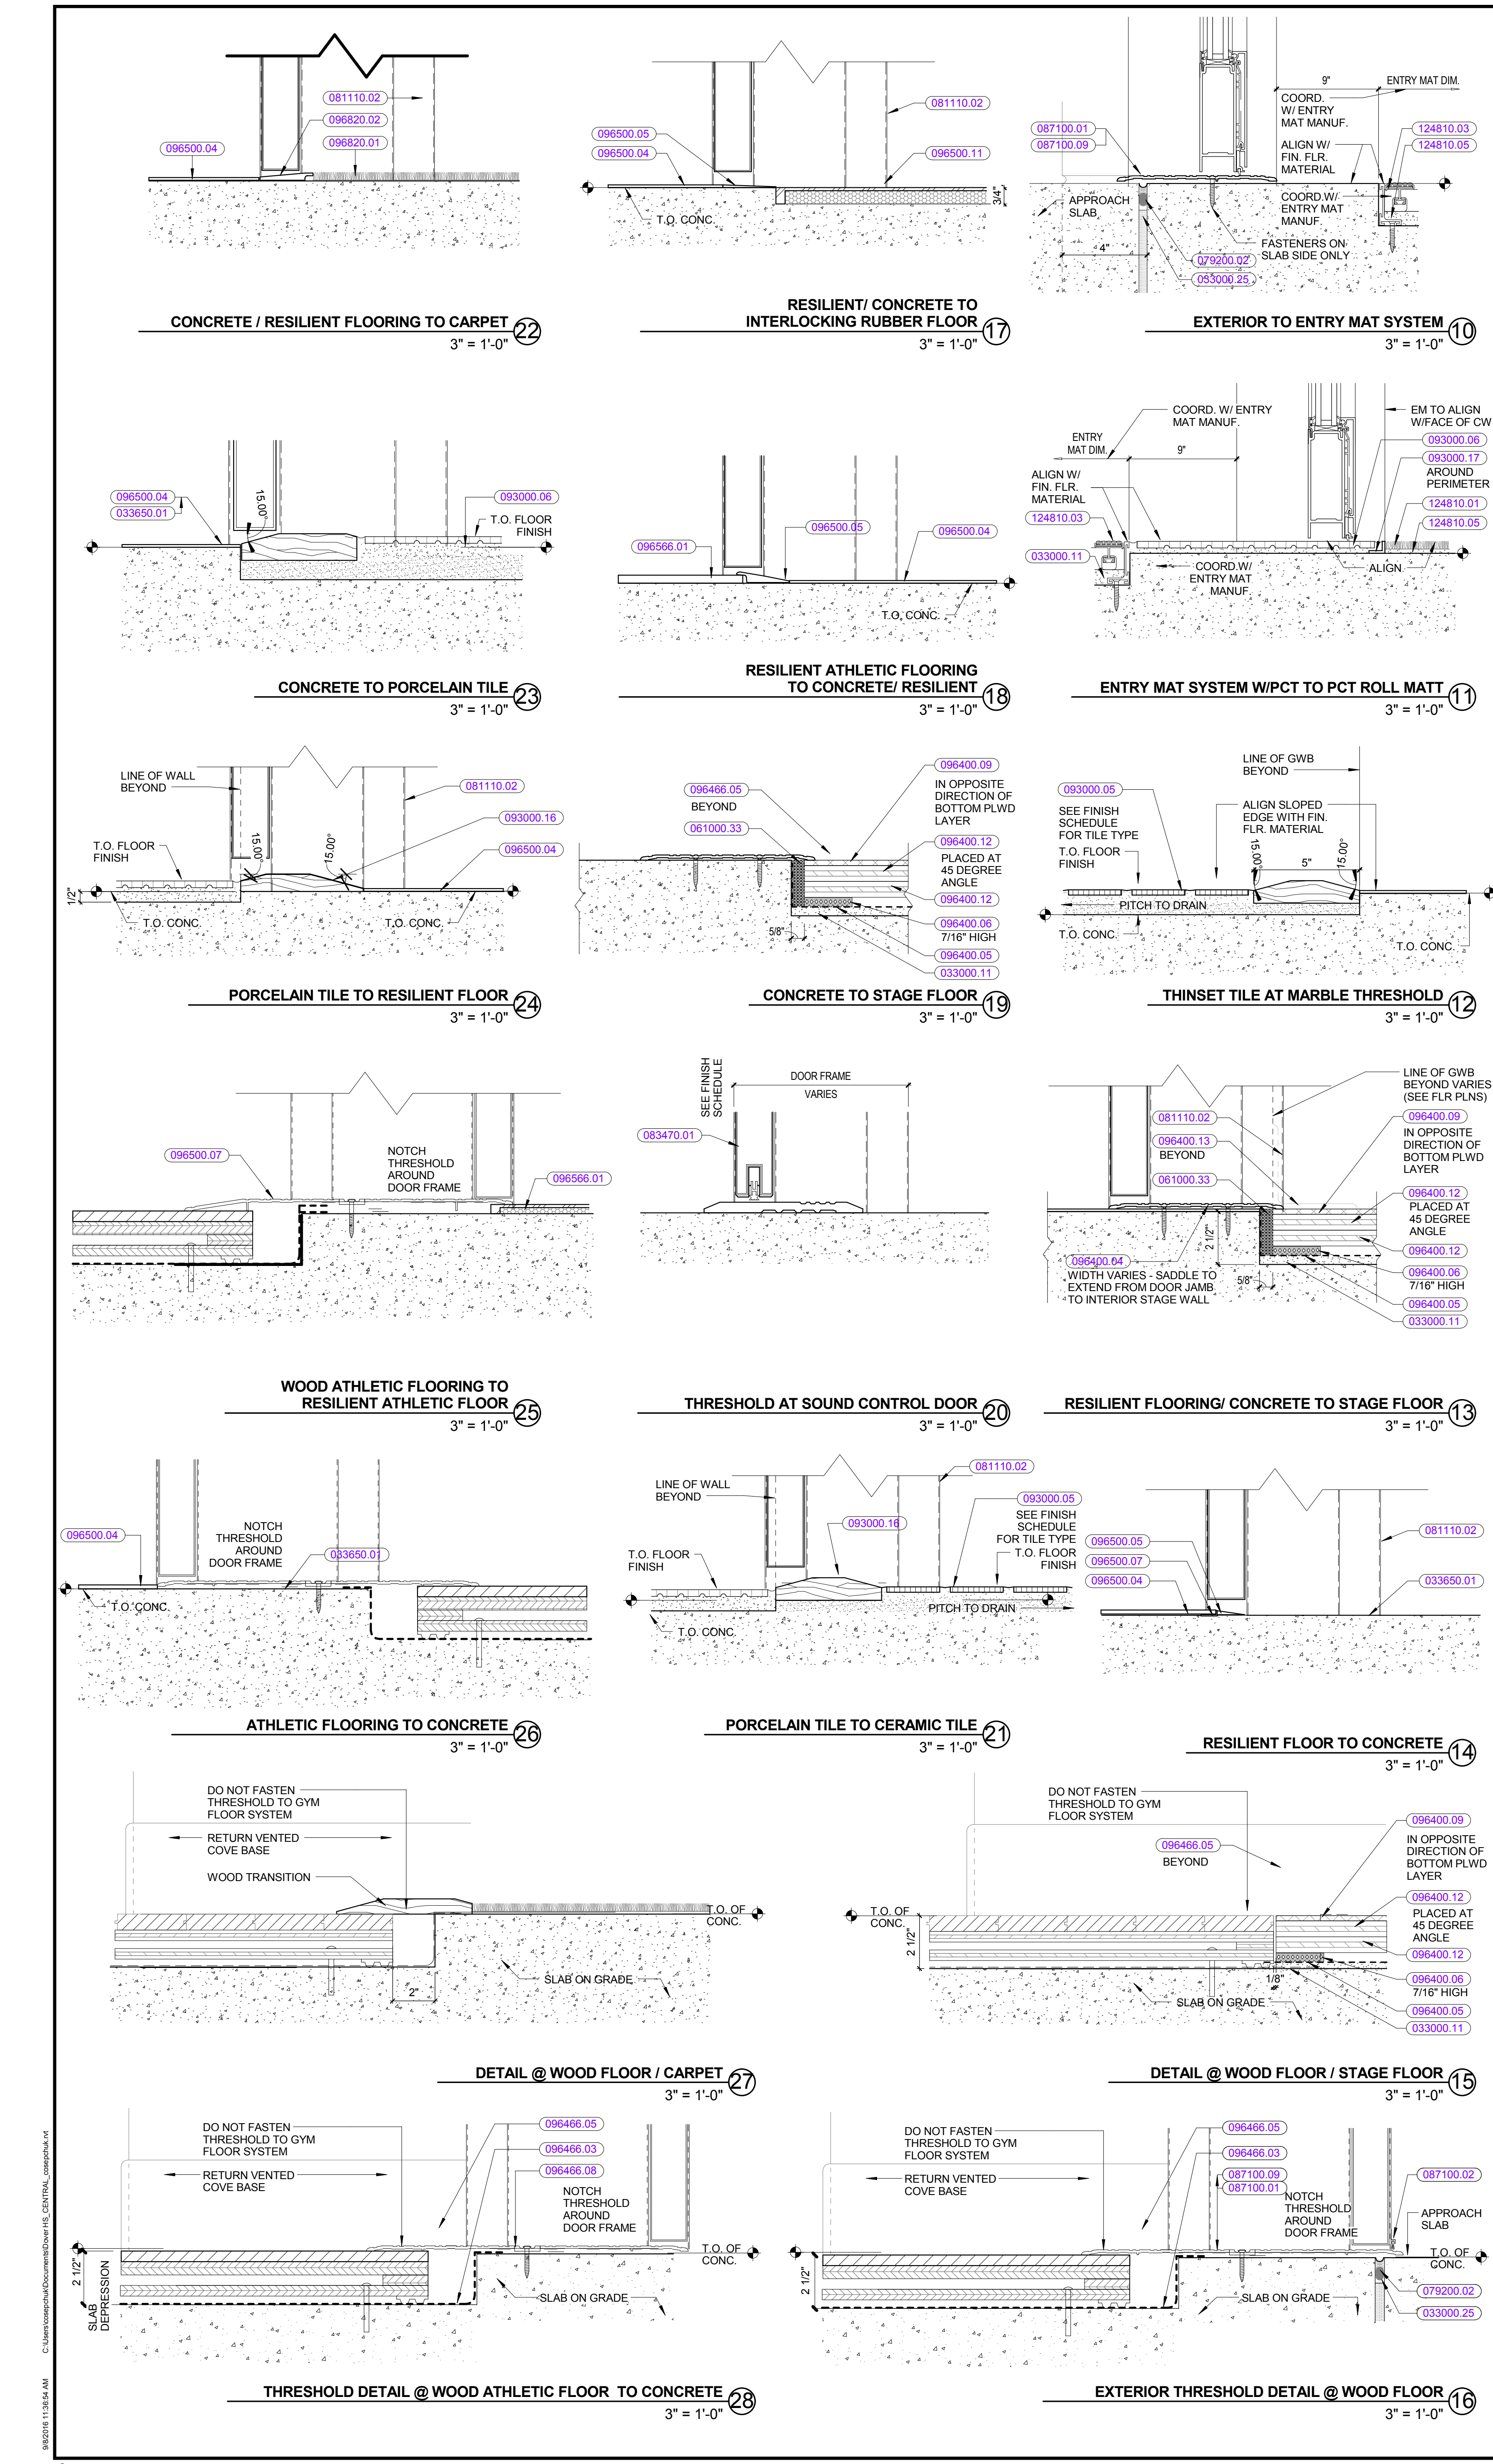 081110.02
096820.02
096820.01
096500.04
CONCRETE / RESILIENT FLOORING TO CARPET
22
3" = 1'-0"
081110.02
096500.05
096500.04
096500.11
T.O. CONC.
3/4"
RESILIENT/ CONCRETE TO
INTERLOCKING RUBBER FLOOR
17
3" = 1'-0"
9"
ENTRY MAT DIM.
COORD.
W/ ENTRY
MAT MANUF.
087100.01
087100.09
124810.03
124810.05
ALIGN W/
FIN. FLR.
MATERIAL
APPROACH
SLAB
COORD.W/
ENTRY MAT
MANUF.
4"
FASTENERS ON
SLAB SIDE ONLY
079200.02
033000.25
EXTERIOR TO ENTRY MAT SYSTEM
10
3" = 1'-0"
096500.04
033650.01
15.00°
093000.06
T.O. FLOOR
FINISH
CONCRETE TO PORCELAIN TILE
23
3" = 1'-0"
096566.01
096500.05
096500.04
T.O. CONC.
RESILIENT ATHLETIC FLOORING
TO CONCRETE/ RESILIENT
18
3" = 1'-0"
COORD. W/ ENTRY
MAT MANUF.
ENTRY
MAT DIM.
9"
EM TO ALIGN
W/FACE OF CW
093000.06
093000.17
AROUND
PERIMETER
ALIGN W/
FIN. FLR.
MATERIAL
124810.03
124810.01
124810.05
033000.11
COORD.W/
ENTRY MAT
MANUF.
ALIGN
ENTRY MAT SYSTEM W/PCT TO PCT ROLL MATT
11
3" = 1'-0"
LINE OF WALL
BEYOND
081110.02
093000.16
096500.04
T.O. FLOOR
FINISH
15.00°
15.00°
1/2"
T.O. CONC.
T.O. CONC.
PORCELAIN TILE TO RESILIENT FLOOR
24
3" = 1'-0"
096466.05
BEYOND
061000.33
096400.09
IN OPPOSITE
DIRECTION OF
BOTTOM PLWD
LAYER
096400.12
PLACED AT
45 DEGREE
ANGLE
096400.12
096400.06
7/16" HIGH
096400.05
033000.11
5/8"
CONCRETE TO STAGE FLOOR
19
3" = 1'-0"
LINE OF GWB
BEYOND
093000.05
SEE FINISH
SCHEDULE
FOR TILE TYPE
T.O. FLOOR
FINISH
ALIGN SLOPED
EDGE WITH FIN.
FLR. MATERIAL
15.00°
5"
15.00°
PITCH TO DRAIN
T.O. CONC.
T.O. CONC.
THINSET TILE AT MARBLE THRESHOLD
12
3" = 1'-0"
096500.07
NOTCH
THRESHOLD
AROUND
DOOR FRAME
096566.01
WOOD ATHLETIC FLOORING TO
RESILIENT ATHLETIC FLOOR
25
3" = 1'-0"
SEE FINISH
SCHEDULE
DOOR FRAME
VARIES
083470.01
THRESHOLD AT SOUND CONTROL DOOR
20
3" = 1'-0"
LINE OF GWB
BEYOND VARIES
(SEE FLR PLNS)
081110.02
096400.13
BEYOND
061000.33
096400.09
IN OPPOSITE
DIRECTION OF
BOTTOM PLWD
LAYER
096400.12
PLACED AT
45 DEGREE
ANGLE
096400.12
096400.06
7/16" HIGH
096400.05
033000.11
2 1/2"
5/8"
096400.04
WIDTH VARIES - SADDLE TO
EXTEND FROM DOOR JAMB
TO INTERIOR STAGE WALL
RESILIENT FLOORING/ CONCRETE TO STAGE FLOOR
13
3" = 1'-0"
096500.04
NOTCH
THRESHOLD
AROUND
DOOR FRAME
033650.01
T.O. CONC.
ATHLETIC FLOORING TO CONCRETE
26
3" = 1'-0"
LINE OF WALL
BEYOND
081110.02
093000.16
093000.05
SEE FINISH
SCHEDULE
FOR TILE TYPE
T.O. FLOOR
FINISH
T.O. FLOOR
FINISH
PITCH TO DRAIN
T.O. CONC.
PORCELAIN TILE TO CERAMIC TILE
21
3" = 1'-0"
096500.05
096500.07
096500.04
081110.02
033650.01
RESILIENT FLOOR TO CONCRETE
14
3" = 1'-0"
DO NOT FASTEN
THRESHOLD TO GYM
FLOOR SYSTEM
RETURN VENTED
COVE BASE
WOOD TRANSITION
T.O. OF
CONC.
SLAB ON GRADE
2"
DETAIL @ WOOD FLOOR / CARPET
27
3" = 1'-0"
DO NOT FASTEN
THRESHOLD TO GYM
FLOOR SYSTEM
096466.05
BEYOND
096400.09
IN OPPOSITE
DIRECTION OF
BOTTOM PLWD
LAYER
096400.12
PLACED AT
45 DEGREE
ANGLE
096400.12
096400.06
7/16" HIGH
096400.05
033000.11
T.O. OF
CONC.
2 1/2"
1/8"
SLAB ON GRADE
DETAIL @ WOOD FLOOR / STAGE FLOOR
15
3" = 1'-0"
DO NOT FASTEN
THRESHOLD TO GYM
FLOOR SYSTEM
RETURN VENTED
COVE BASE
096466.05
096466.03
096466.08
NOTCH
THRESHOLD
AROUND
DOOR FRAME
T.O. OF
CONC.
2 1/2"
SLAB
DEPRESSION
SLAB ON GRADE
THRESHOLD DETAIL @ WOOD ATHLETIC FLOOR TO CONCRETE
28
3" = 1'-0"
DO NOT FASTEN
THRESHOLD TO GYM
FLOOR SYSTEM
RETURN VENTED
COVE BASE
096466.05
096466.03
087100.09
087100.01
NOTCH
THRESHOLD
AROUND
DOOR FRAME
087100.02
APPROACH
SLAB
T.O. OF
CONC.
2 1/2"
SLAB ON GRADE
079200.02
033000.25
EXTERIOR THRESHOLD DETAIL @ WOOD FLOOR
16
3" = 1'-0"
9/8/2016 11:36:54 AM C:\Users\cosepchuk\Documents\Dover HS_CENTRAL_cosepchuk.rvt